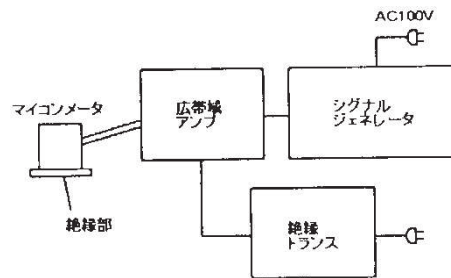 AC100V
広帯域
アンプ
シグナル
ジェネレータ
マイコンメータ
絶縁部
絶縁
トランス